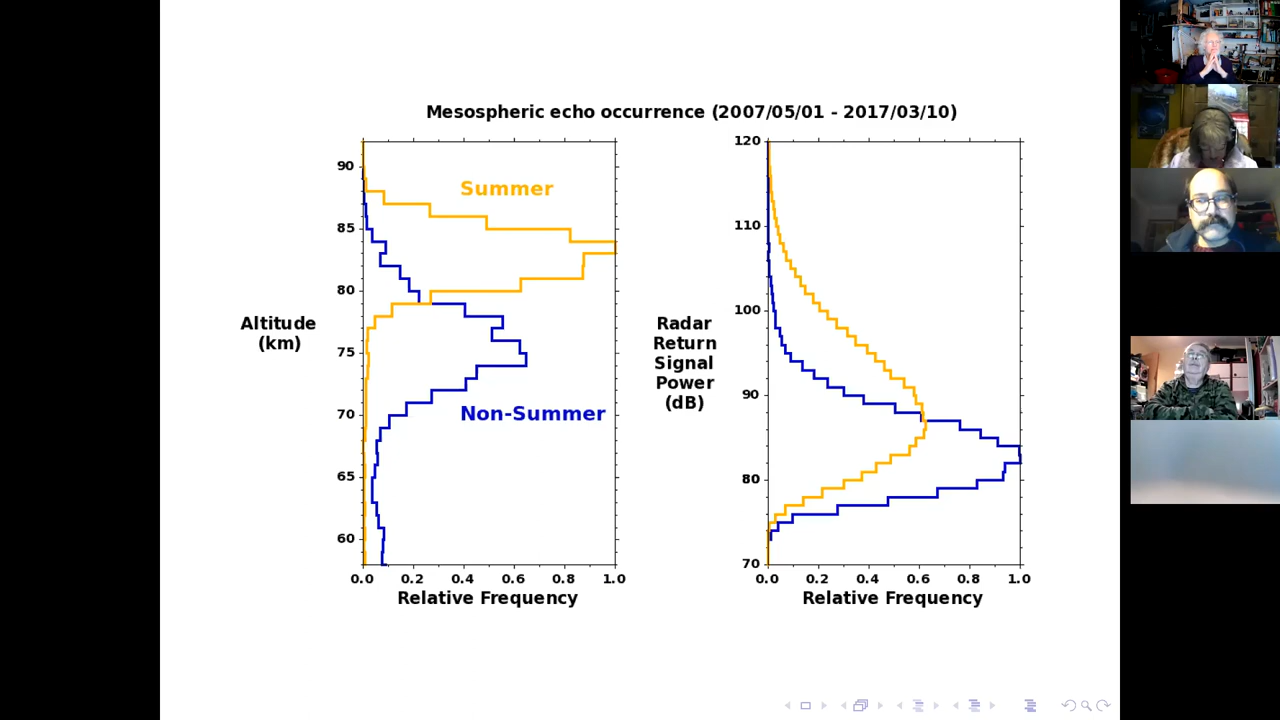 Mesospheric echo occurrence (2007/05/01 - 2017/03/10)
90
85
80
75
70
65
60
Altitude
(km)
Summer
Non-Summer
0.0 0.2 0.4 0.6 0.8 1.0
Relative Frequency
120
110
100
90
80
70
Radar
Return
Signal
Power
(dB)
0.0 0.2 0.4 0.6 0.8 1.0
Relative Frequency